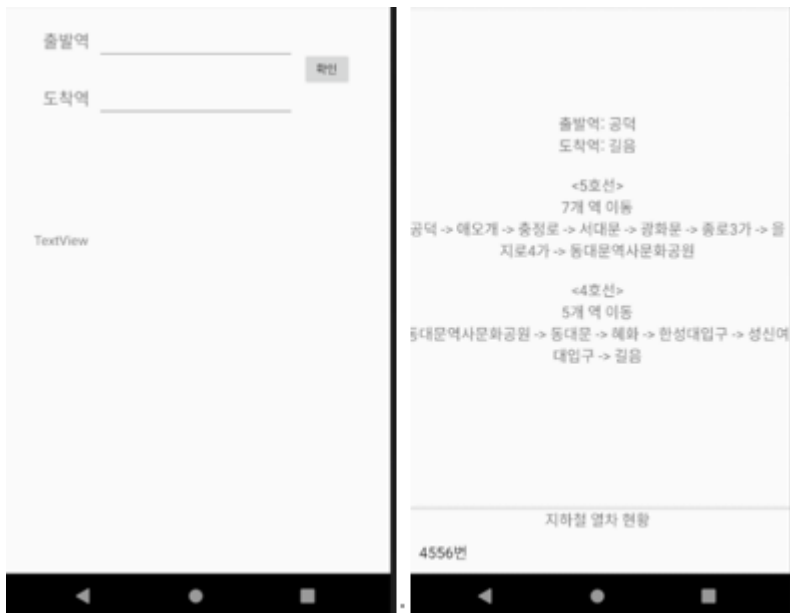 출발역
확인
도착역
TextView
출발역: 공덕
도착역: 길음
<5호선>
7개 역 이동
공덕 -> 애오개 -> 충정로 -> 서대문 -> 광화문 -> 종로3가 -> 을
지로4가 -> 동대문역사문화공원
<4호선>
5개 역 이동
동대문역사문화공원 -> 동대문 -> 혜화 -> 한성대입구 -> 성신여
대입구 -> 길음
지하철 열차 현황
4556번